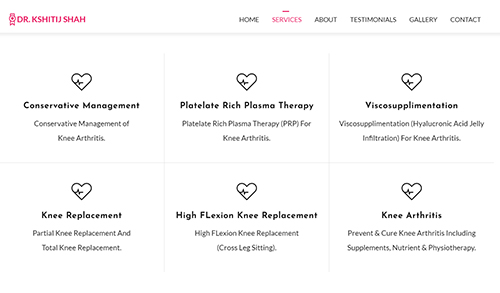 DR. KSHITIJ SHAH
HOME SERVICES ABOUT TESTIMONIALS GALLERY CONTACT
Conservative Management
Conservative Management of
Knee Arthritis.
Platelate Rich Plasma Therapy
Platelate Rich Plasma Therapy (PRP) For
Knee Arthritis.
Viscosupplimentation
Viscosupplimentation (Hyalucronic Acid Jelly
Infiltration) For Knee Arthritis.
Knee Replacement
Partial Knee Replacement And
Total Knee Replacement.
High FLexion Knee Replacement
High FLexion Knee Replacement
(Cross Leg Sitting).
Knee Arthritis
Prevent & Cure Knee Arthritis Including
Supplements, Nutrient & Physiotherapy.